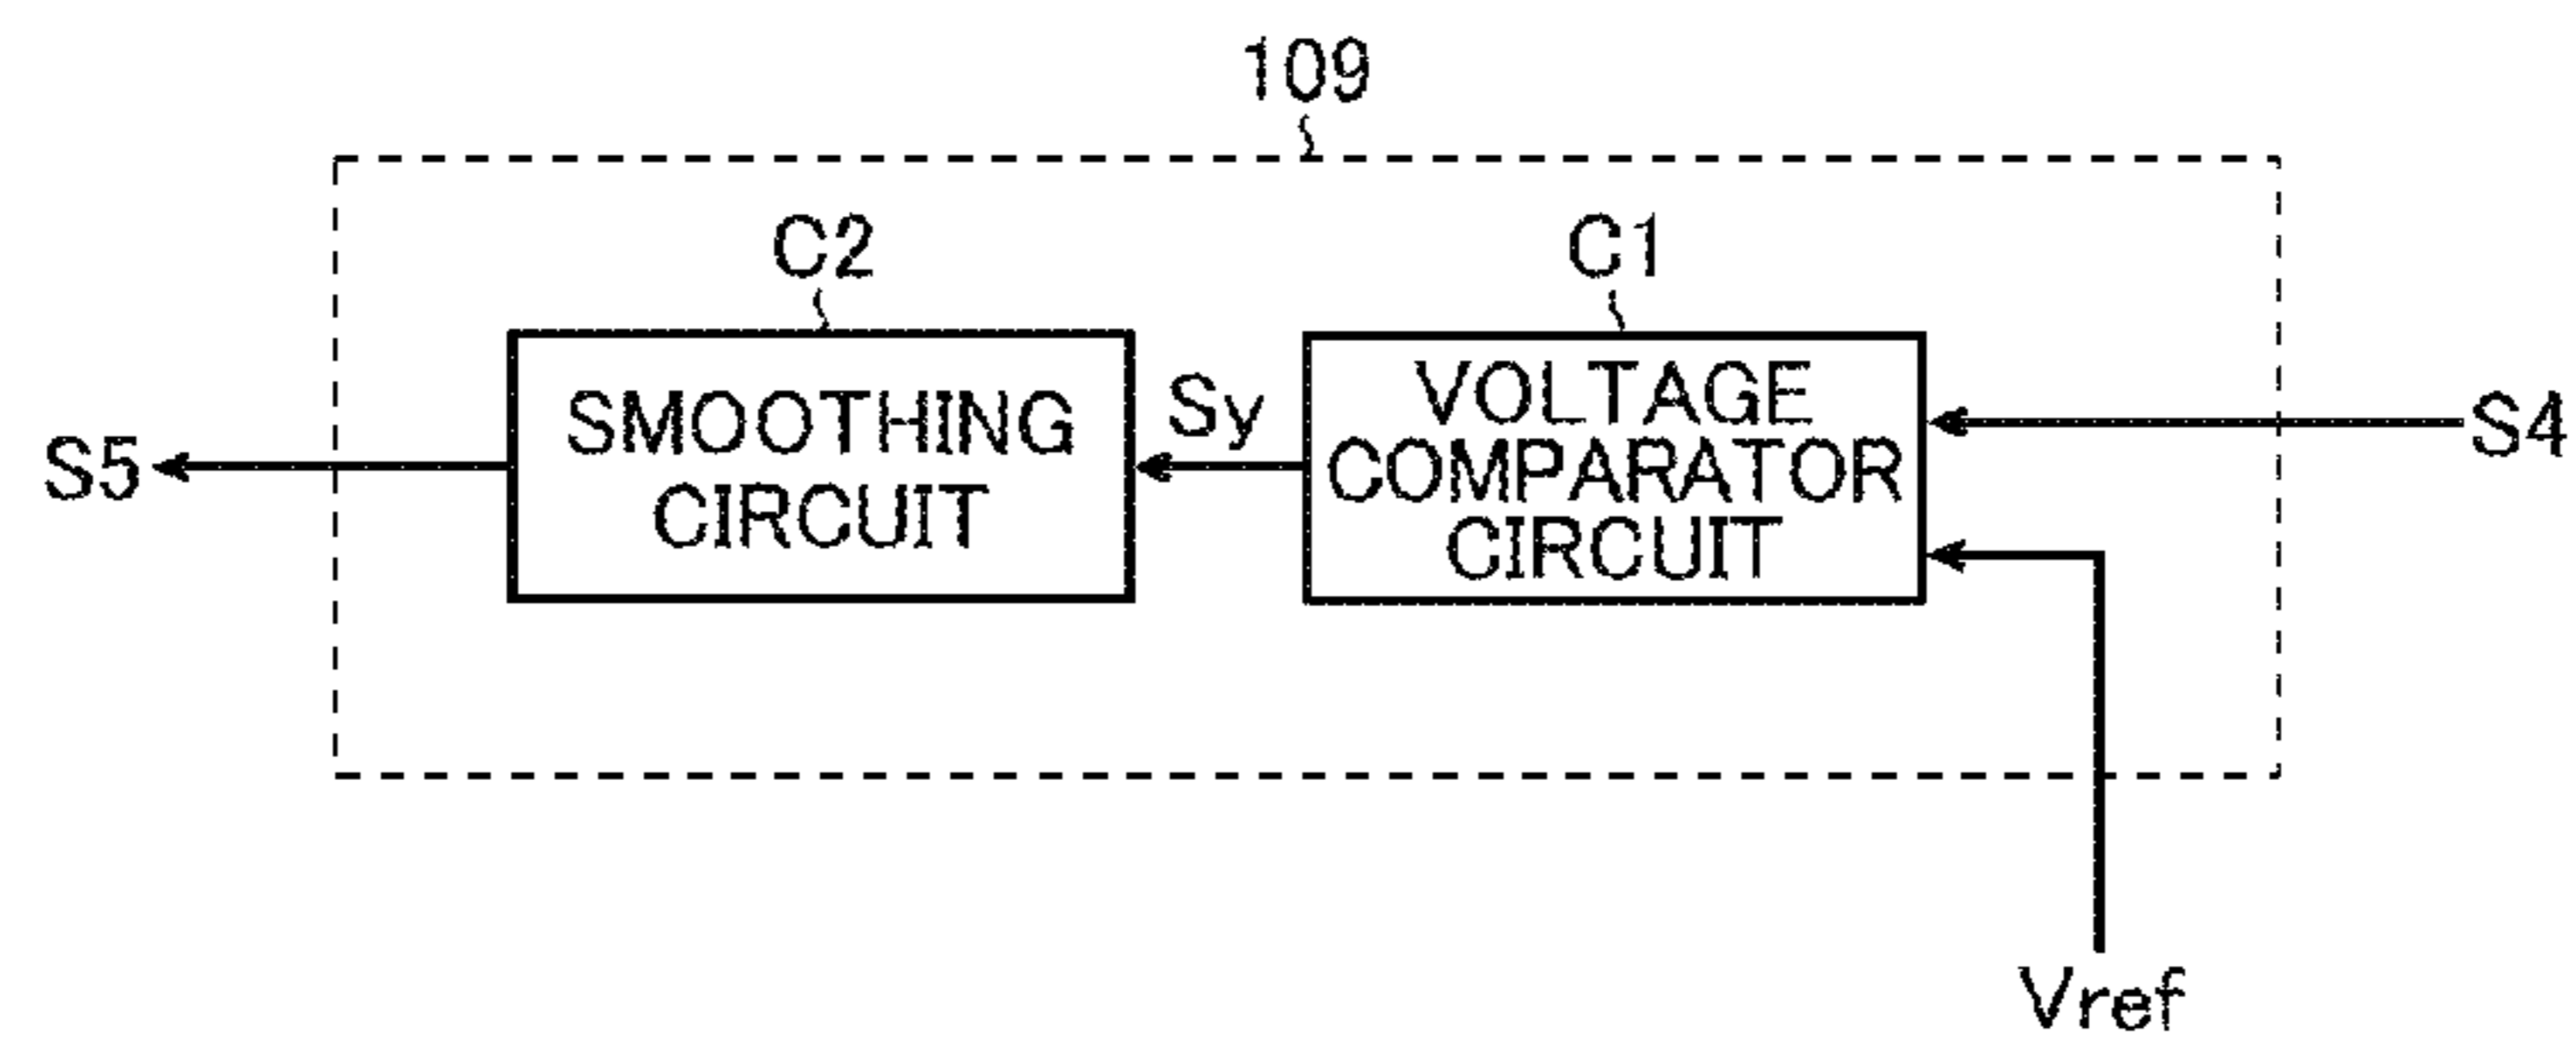 109
C2
C1
SMOOTHING
CIRCUIT
Sy
VOLTAGE
COMPARATOR
CIRCUIT
S4
S5
Vref